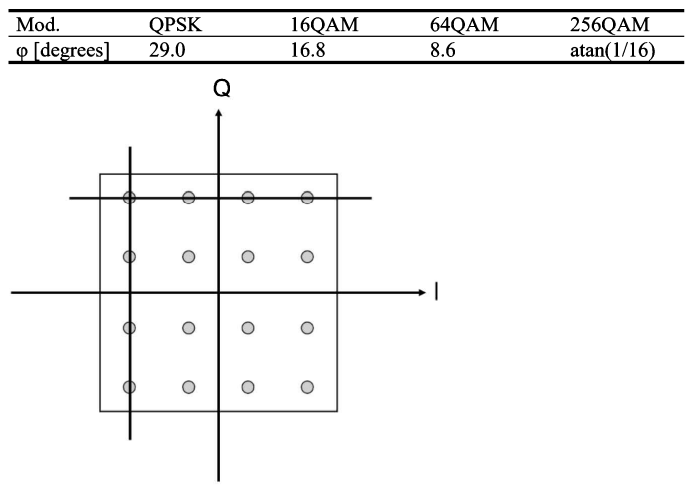 Mod. QPSK 16QAM 64QAM 256QAM
φ [degrees] 29.0 16.8 8.6 atan(1/16)
Q
I